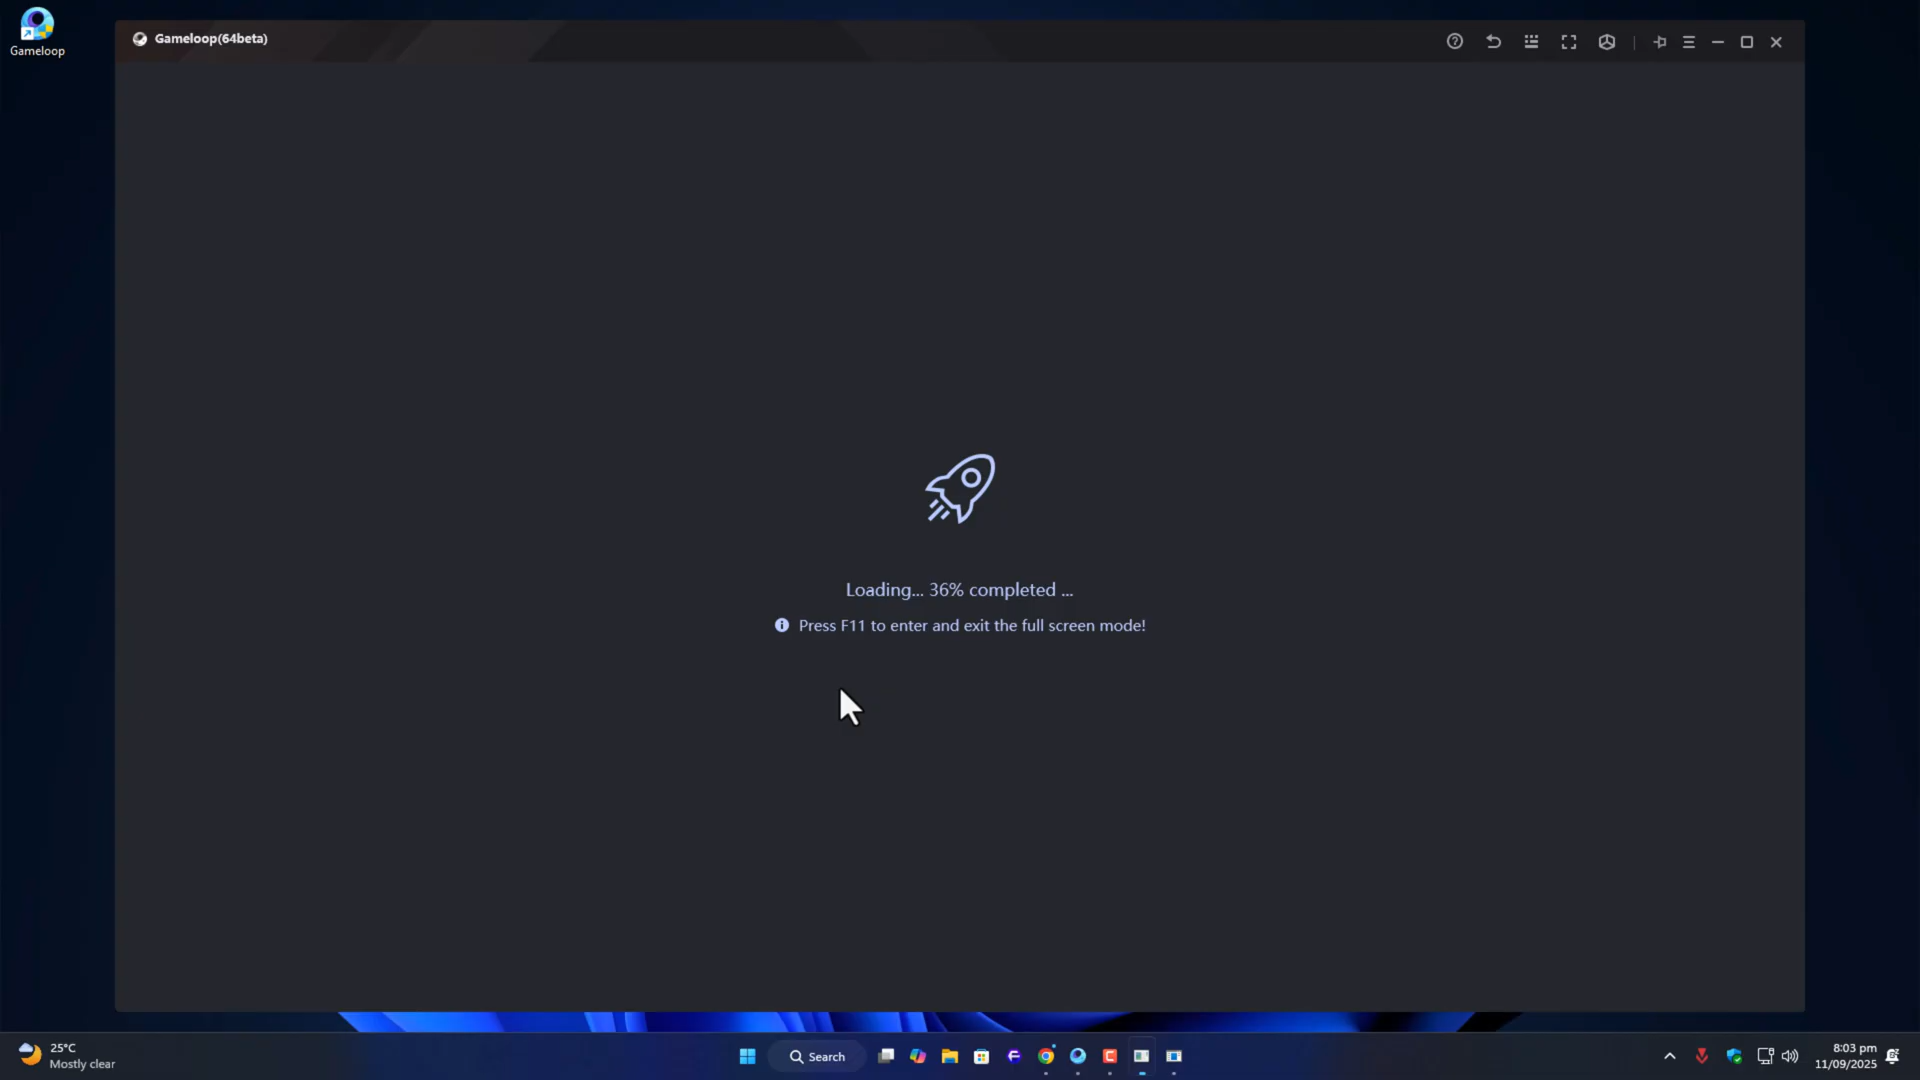 Gameloop
Gameloop(64beta)
Loading... 36% completed ...
Press F11 to enter and exit the full screen mode!
25°C
Mostly clear
Search
8:03 pm
11/09/2025